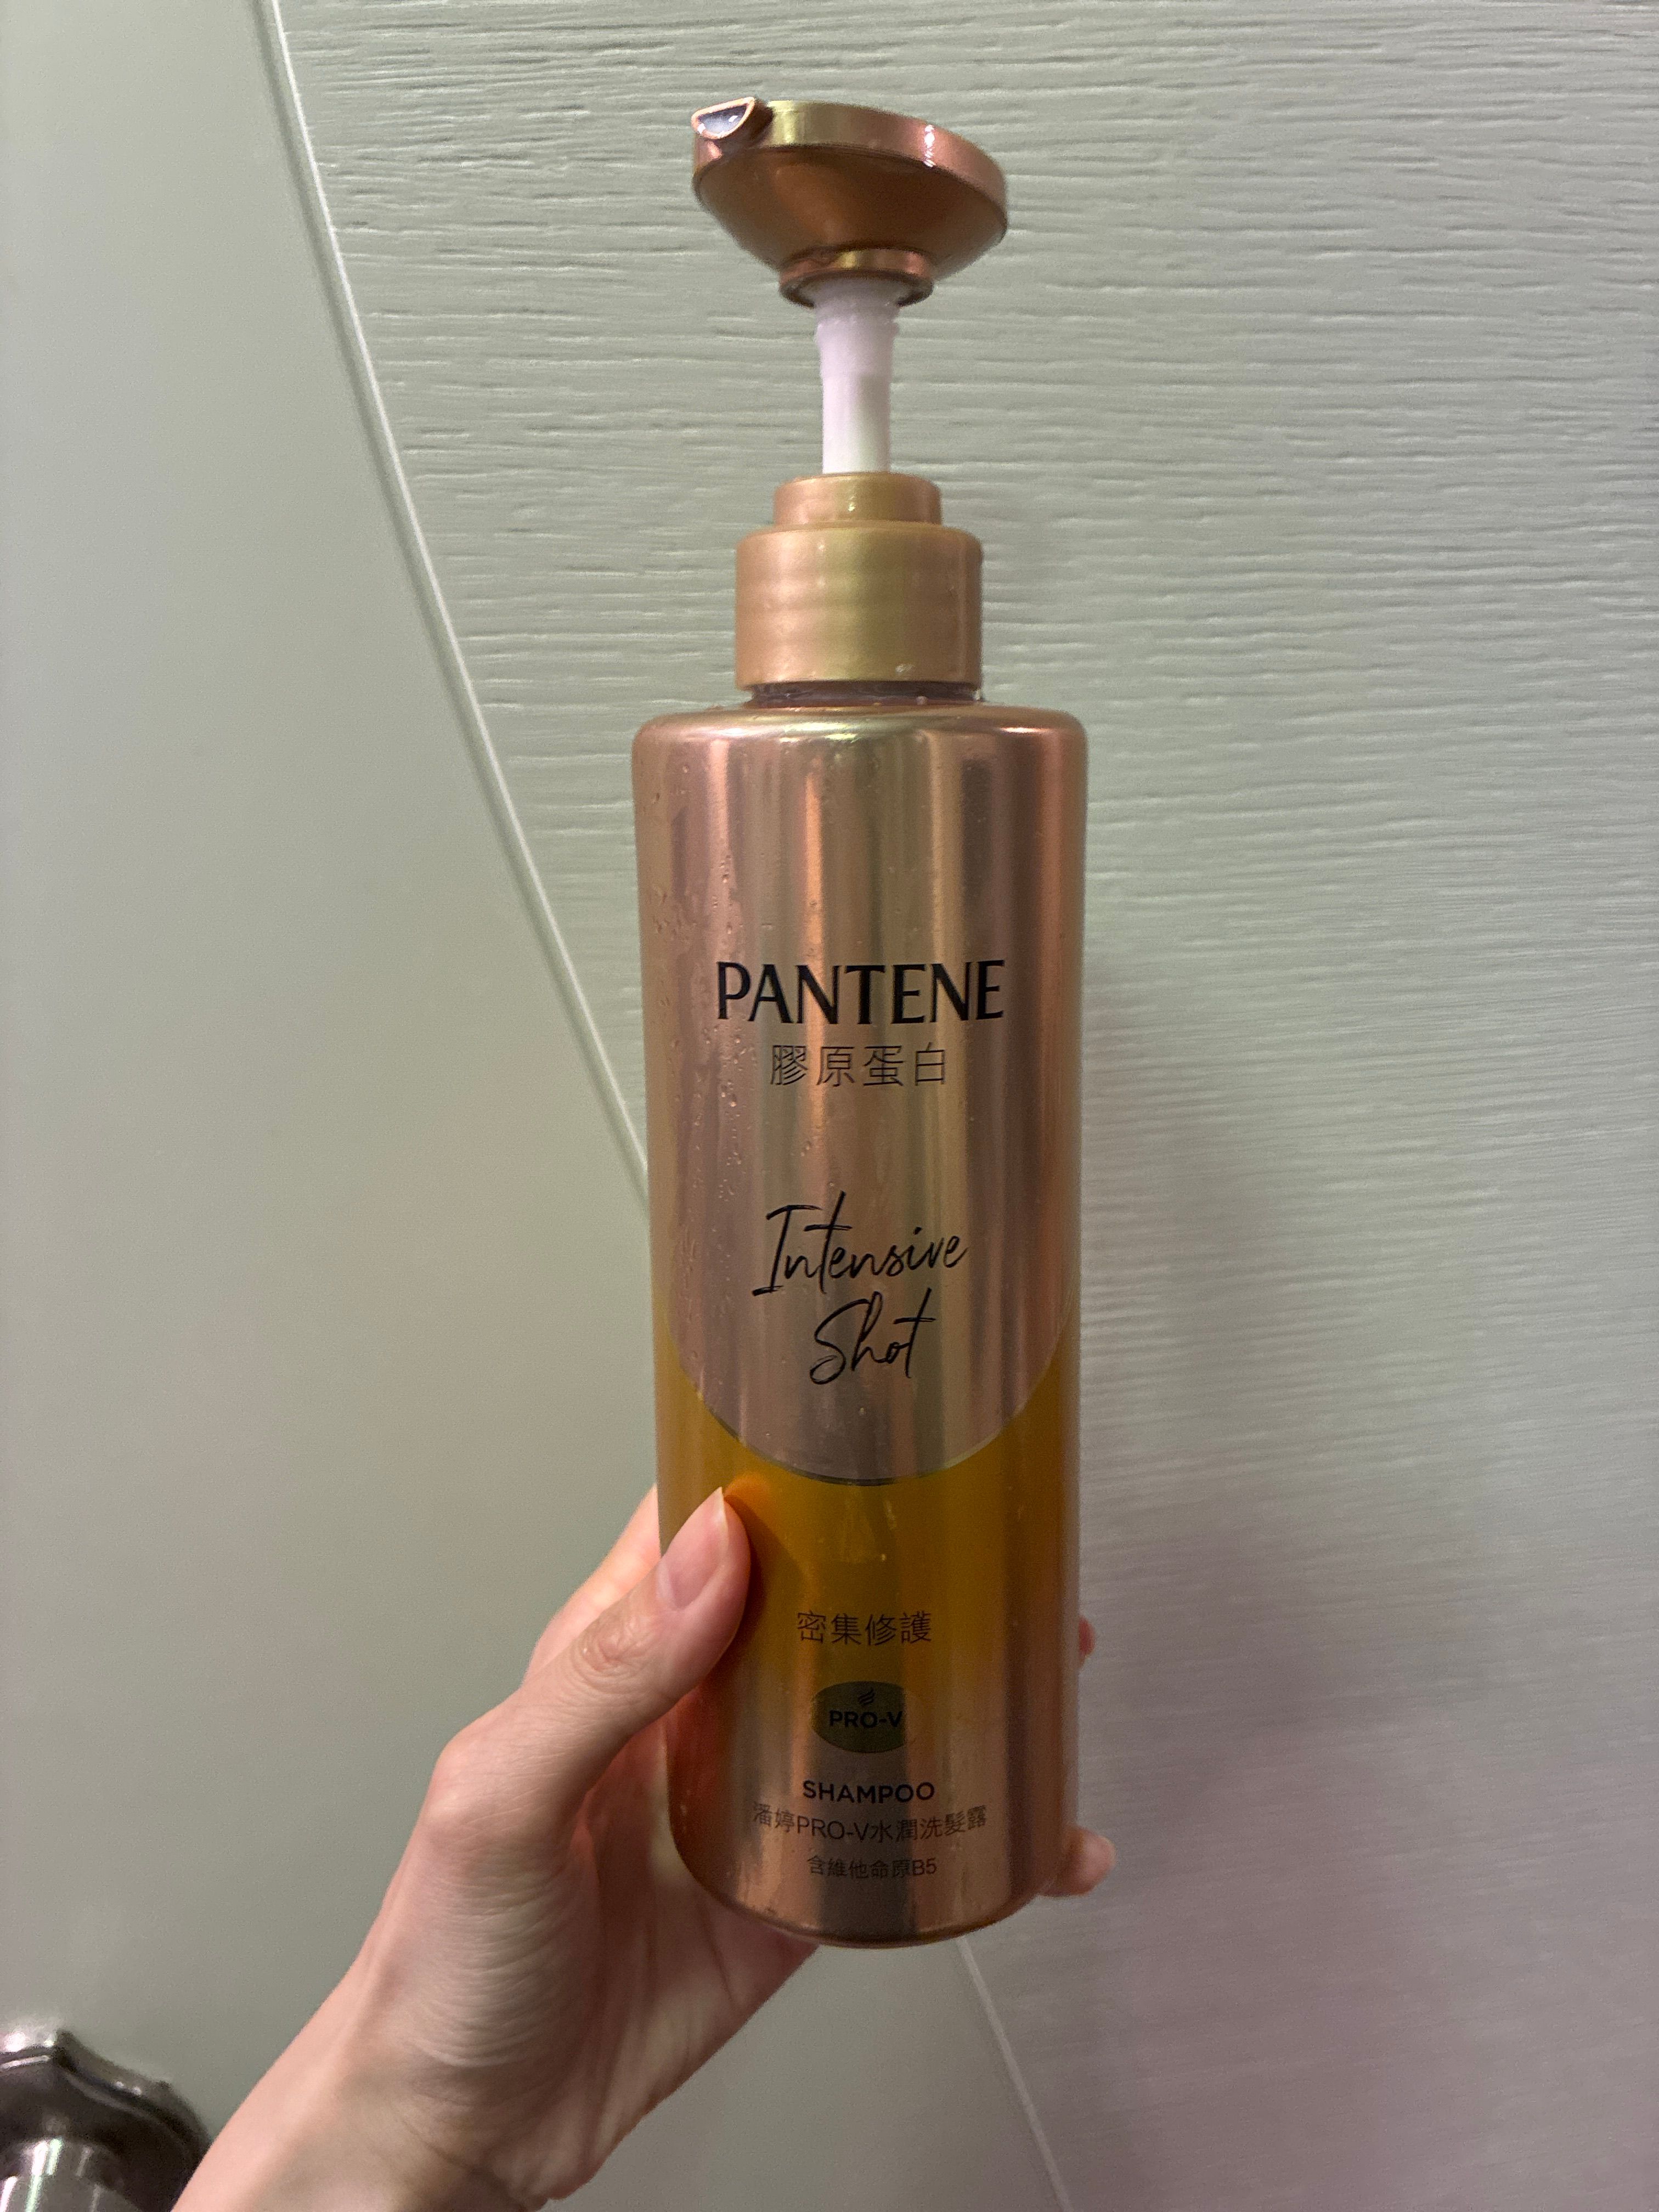 PANTENE
膠原蛋白
Intensive
Shot
密集修護
PRO-V
SHAMPOO
潘婷PRO-V水潤洗髮露
含維他命原B5